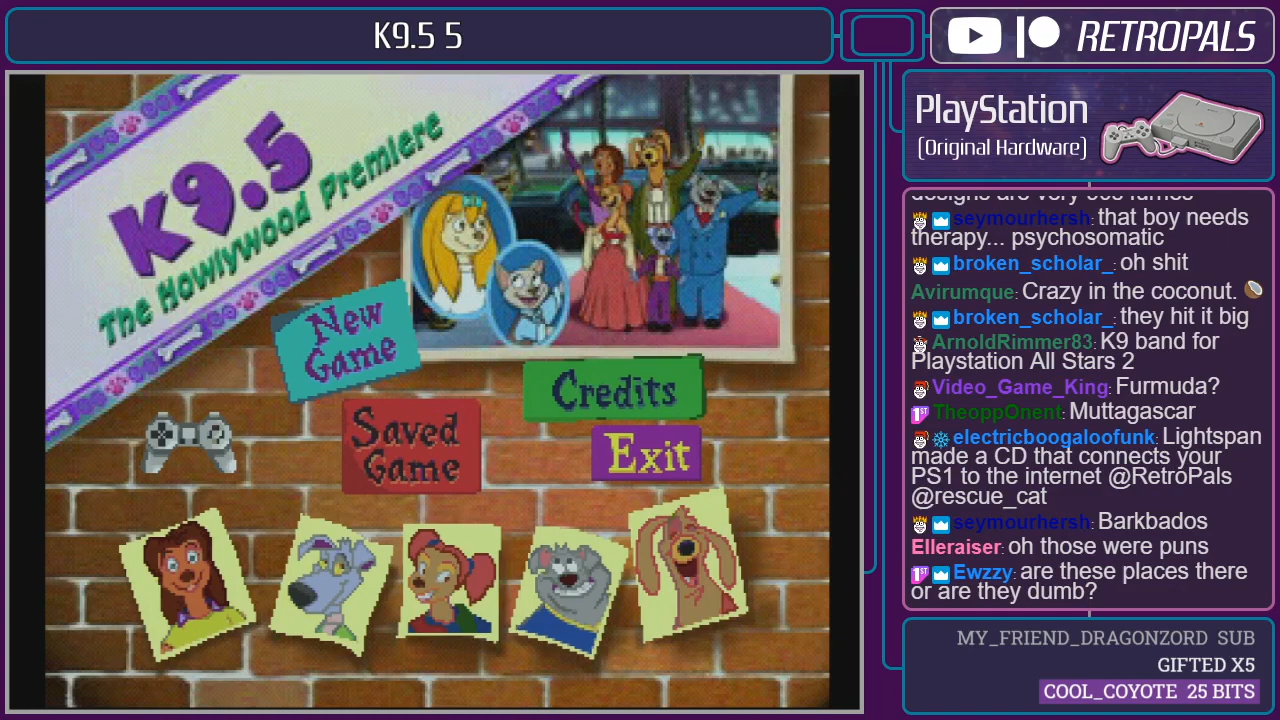 K9.5 5
RETROPALS
K9.5
The Howlywood Premiere
New
Game
Credits
Saved
Game
Exit
PlayStation
(Original Hardware)
seymourhersh: that boy needs
therapy... psychosomatic
broken_scholar_: oh shit
Avirumque: Crazy in the coconut.
broken_scholar_: they hit it big
ArnoldRimmer83: K9 band for
Playstation All Stars 2
Video_Game_King: Furmuda?
1st TheoppOnent: Muttagascar
electricboogaloofunk: Lightspan
made a CD that connects your
PS1 to the internet @RetroPals
@rescue_cat
seymourhersh: Barkbados
Elleraiser: oh those were puns
1st Ewzzy: are these places there
or are they dumb?
MY_FRIEND_DRAGONZORD SUB
GIFTED X5
COOL_COYOTE 25 BITS